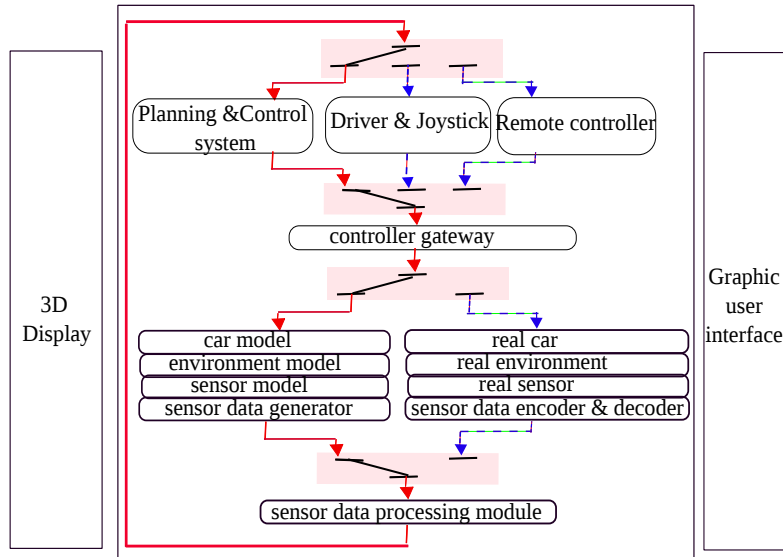 Planning &Control
system
Driver & Joystick
Remote controller
controller gateway
3D
Display
Graphic
user
interface
car model
environment model
sensor model
sensor data generator
real car
real environment
real sensor
sensor data encoder & decoder
sensor data processing module